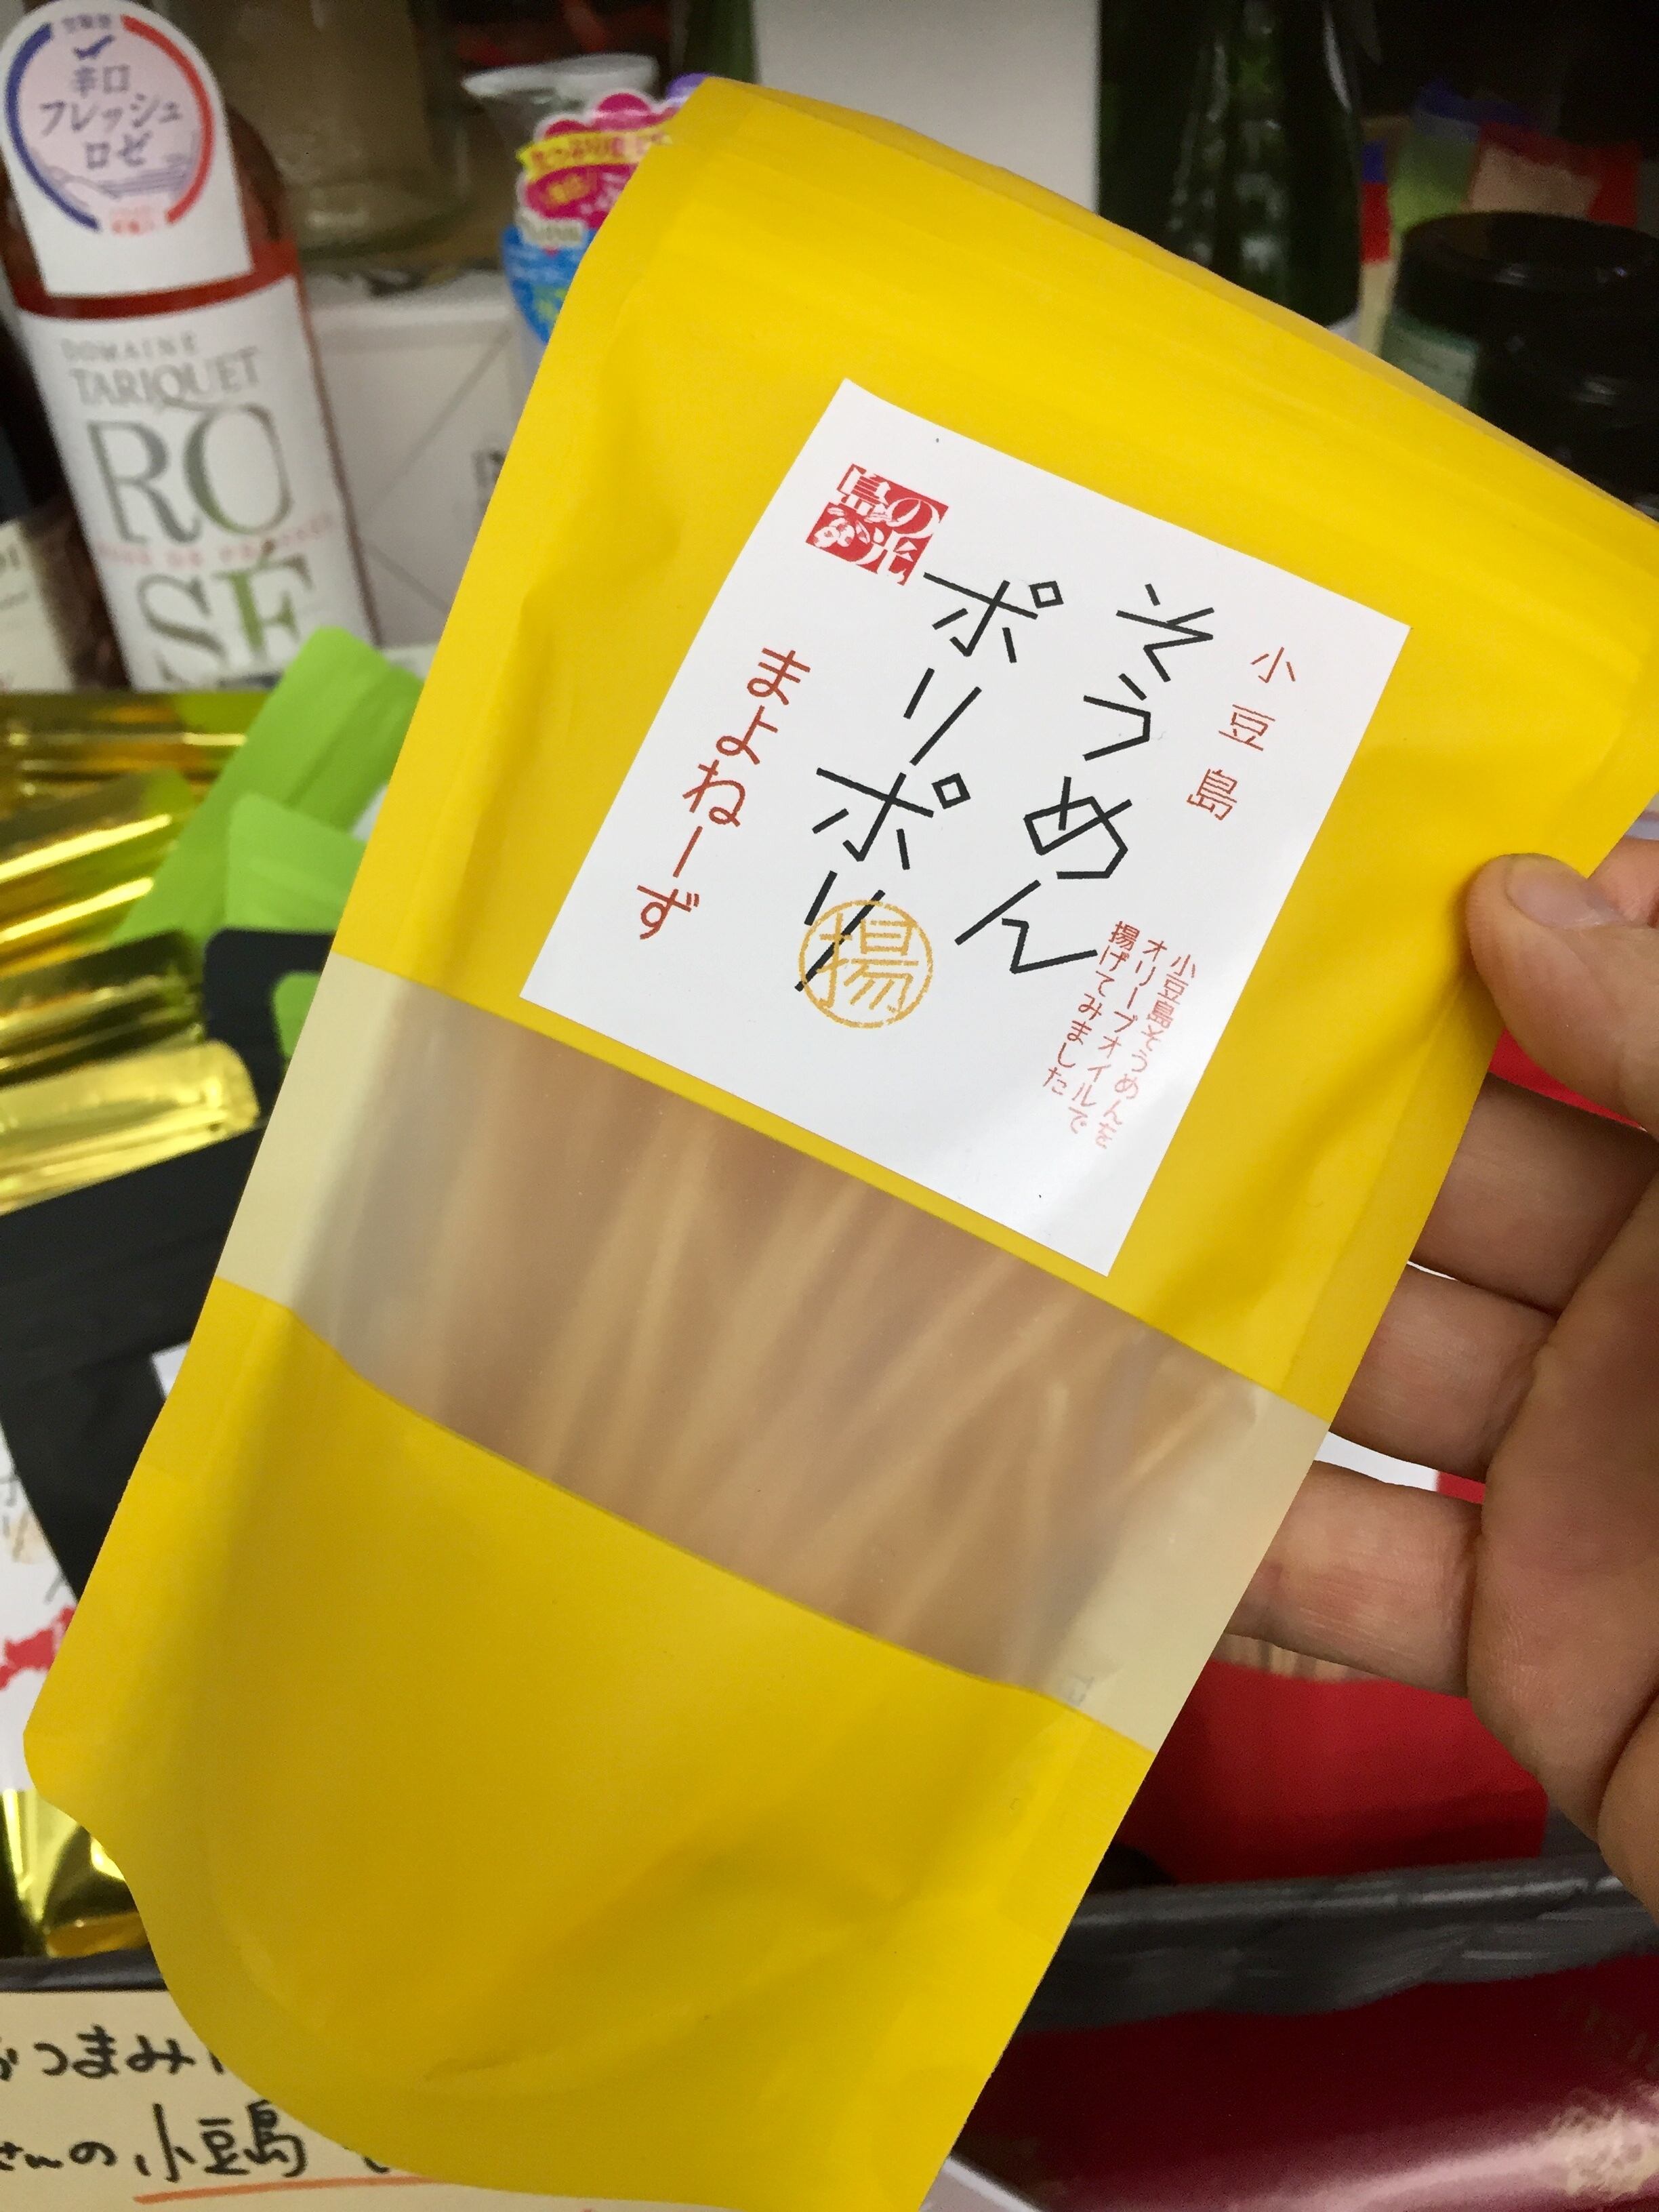 辛口
フレッシュ
ロゼ
DOMAINE
TARIQUET
ROSÉ
島の光
小豆島
そうめん
ポリポリ
揚
まよねーず
小豆島そうめんを
オリーブオイルで
揚げてみました
おつまみ
さんの小豆島